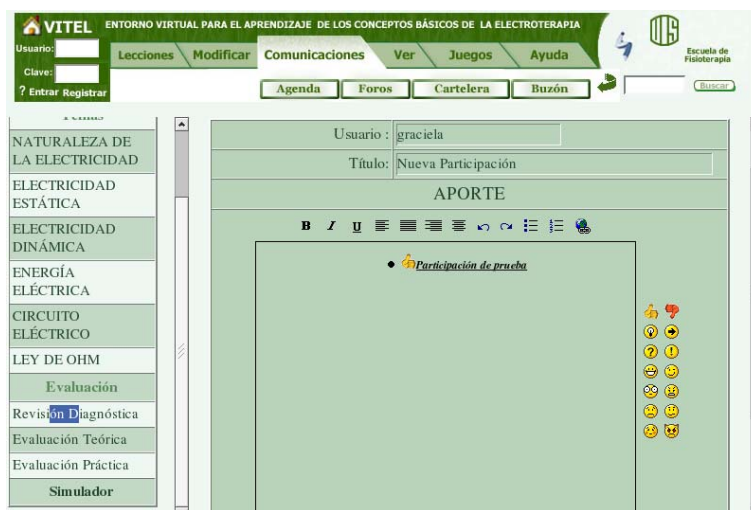 VITEL ENTORNO VIRTUAL PARA EL APRENDIZAJE DE LOS CONCEPTOS BÁSICOS DE LA ELECTROTERAPIA
Usuario:
Clave:
? Entrar Registrar
Lecciones Modificar Comunicaciones Ver Juegos Ayuda
Agenda Foros Cartelera Buzón
Escuela de
Fisioterapia
Buscar
Temas
NATURALEZA DE
LA ELECTRICIDAD
ELECTRICIDAD
ESTÁTICA
ELECTRICIDAD
DINÁMICA
ENERGÍA
ELÉCTRICA
CIRCUITO
ELÉCTRICO
LEY DE OHM
Evaluación
Revisión Diagnóstica
Evaluación Teórica
Evaluación Práctica
Simulador
Usuario : graciela
Título: Nueva Participación
APORTE
B I U
Participación de prueba